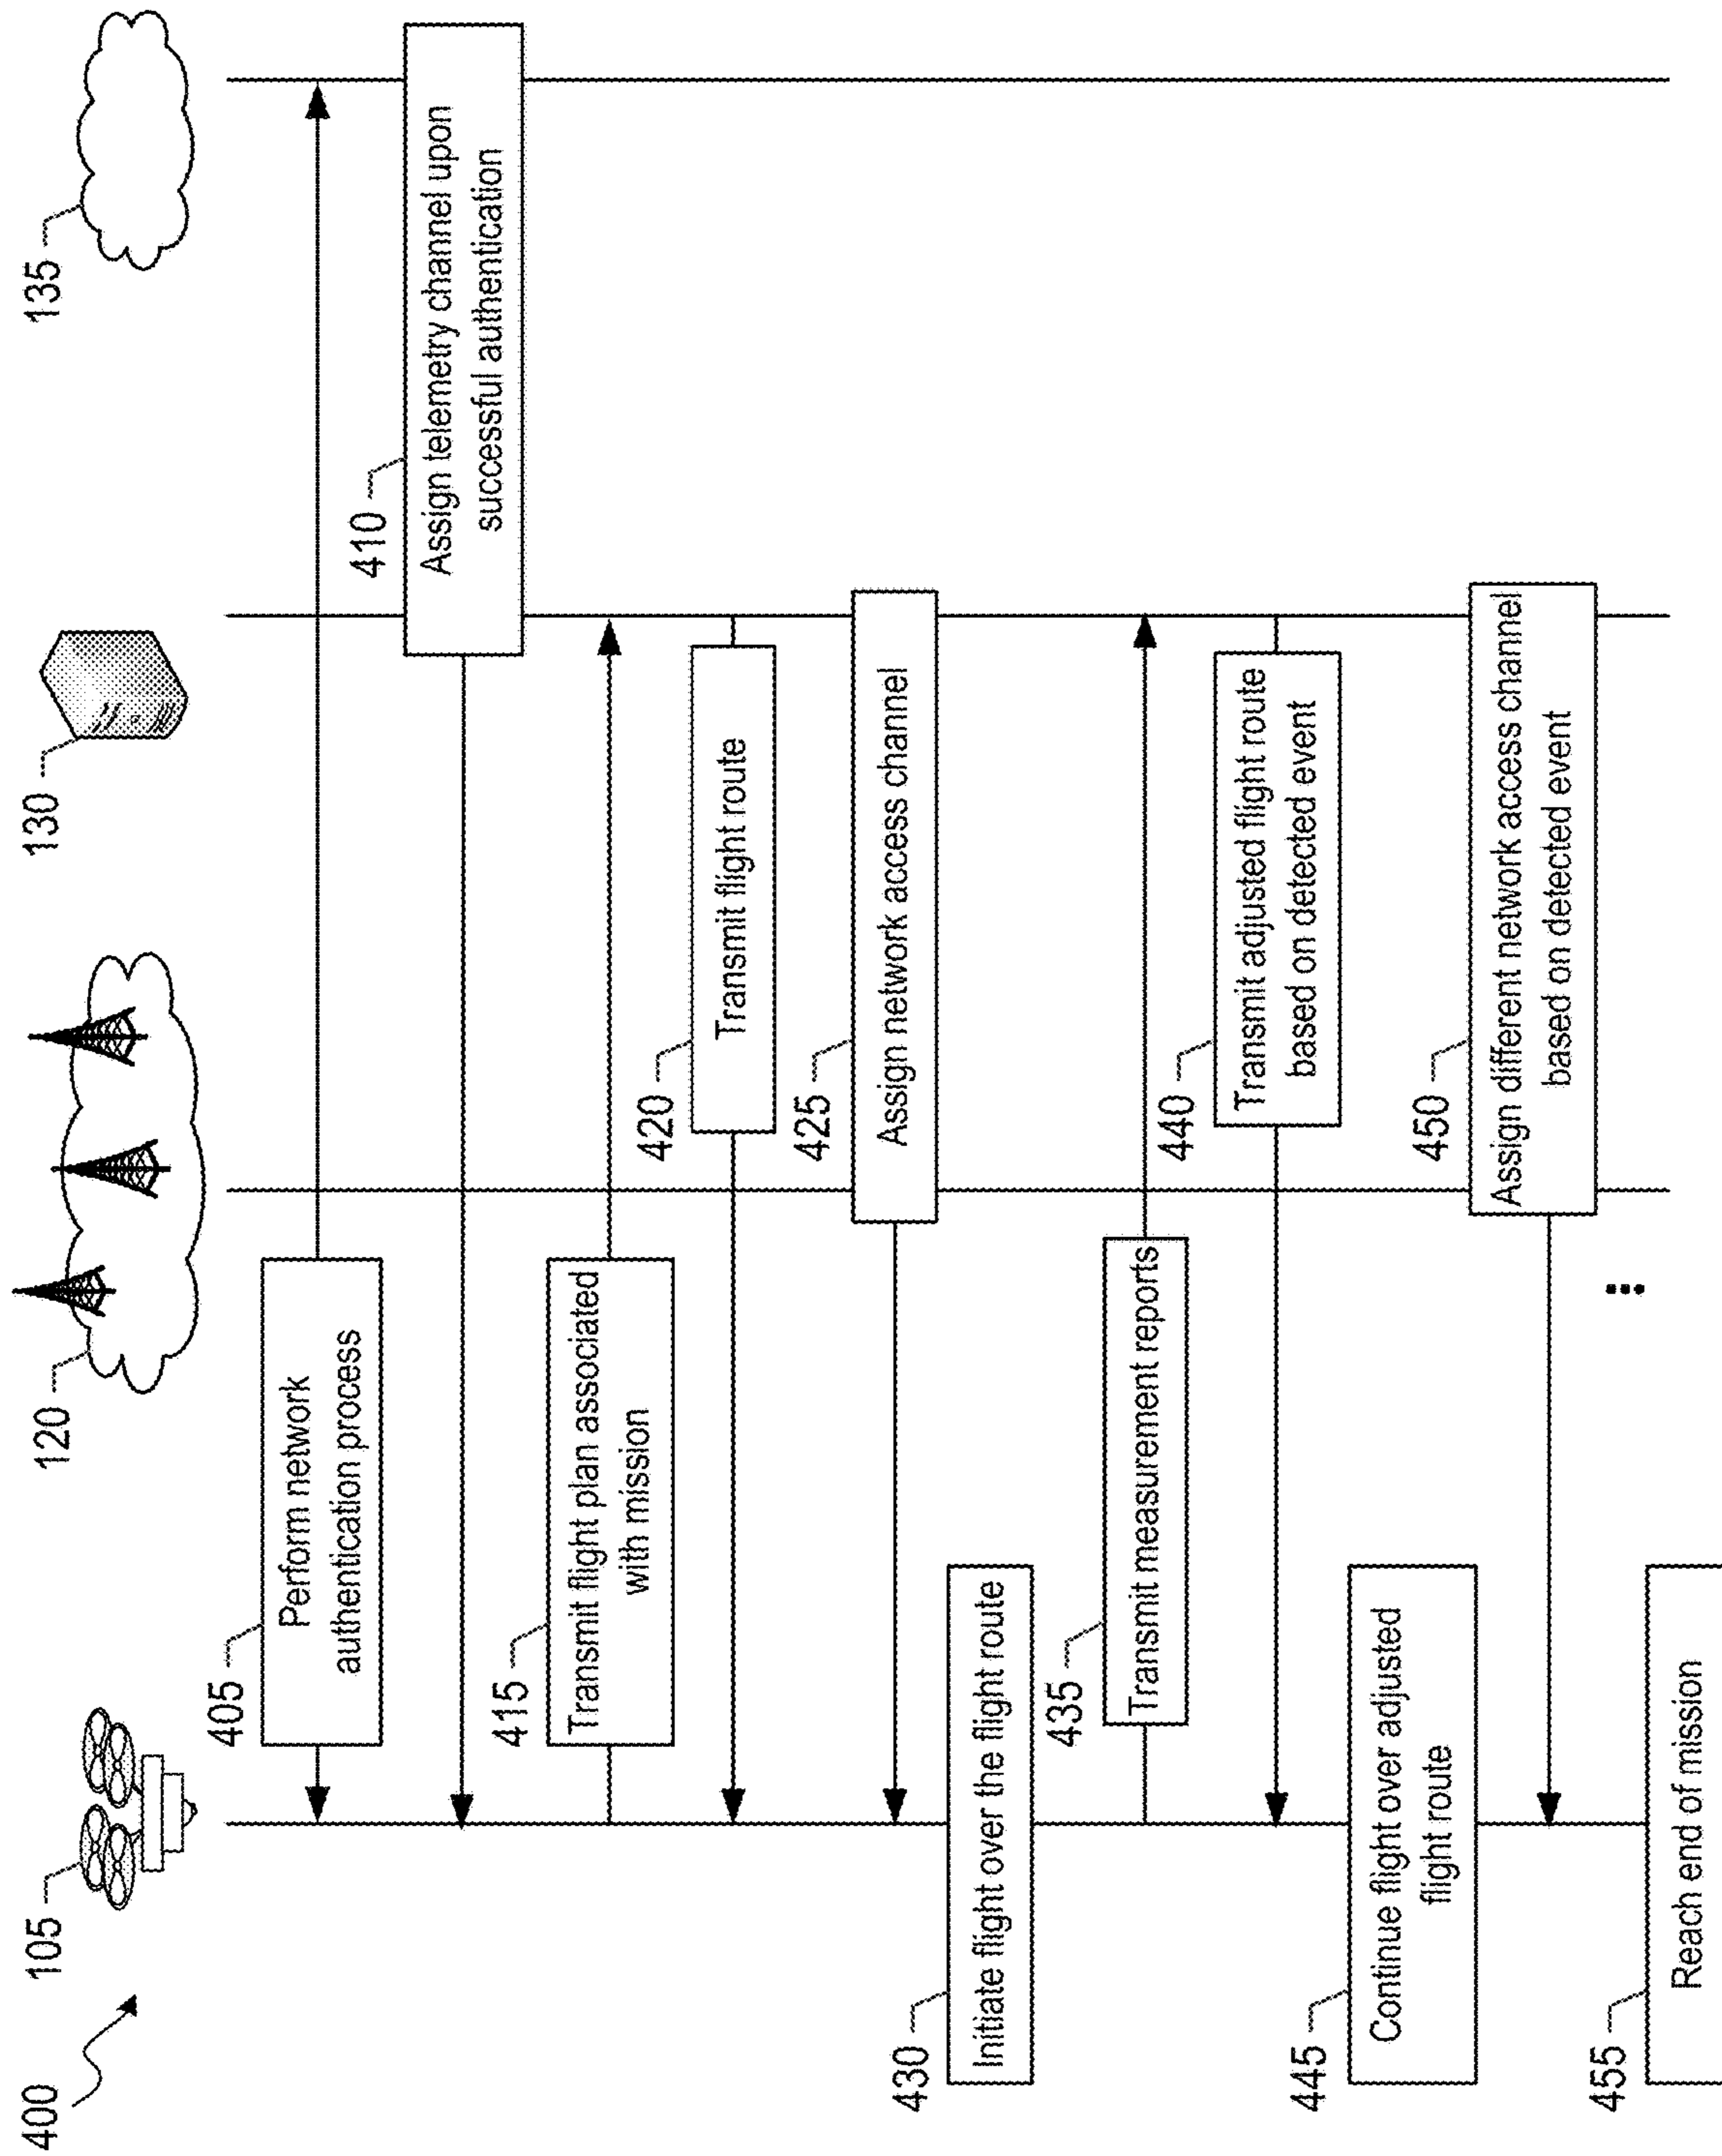 400
105
120
130
135
405
Perform network
authentication process
410
Assign telemetry channel upon
successful authentication
415
Transmit flight plan associated
with mission
420
Transmit flight route
425
Assign network access channel
430
Initiate flight over the flight route
435
Transmit measurement reports
440
Transmit adjusted flight route
based on detected event
445
Continue flight over adjusted
flight route
450
Assign different network access channel
based on detected event
...
455
Reach end of mission